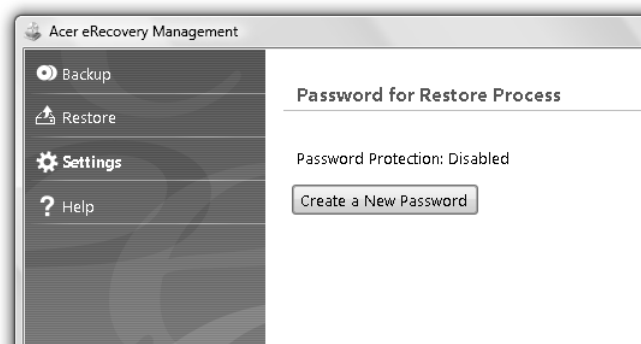 Acer eRecovery Management
Backup
Restore
Settings
Help
Password for Restore Process
Password Protection: Disabled
Create a New Password